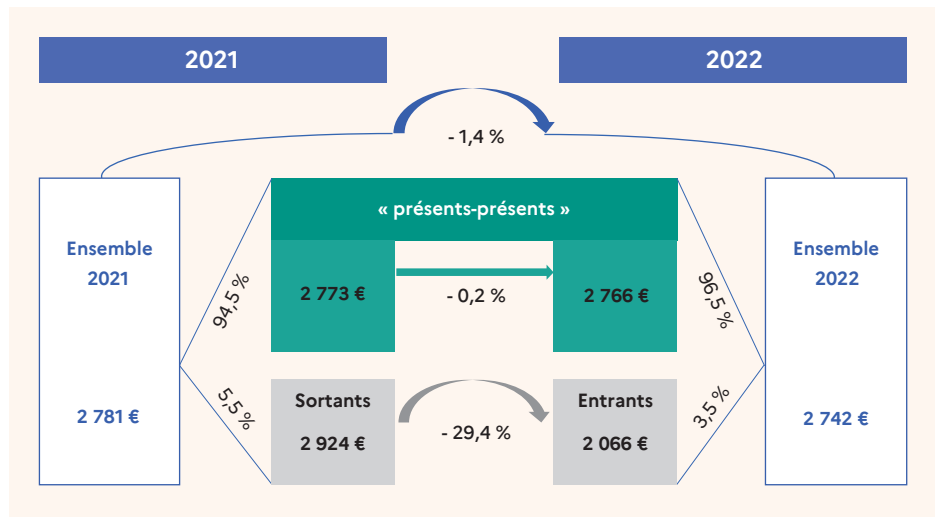 2021
2022
- 1,4 %
« présents-présents »
Ensemble
2021
2 781 €
94,5 %
5,5 %
2 773 €
- 0,2 %
2 766 €
Sortants
2 924 €
- 29,4 %
Entrants
2 066 €
96,5 %
3,5 %
Ensemble
2022
2 742 €